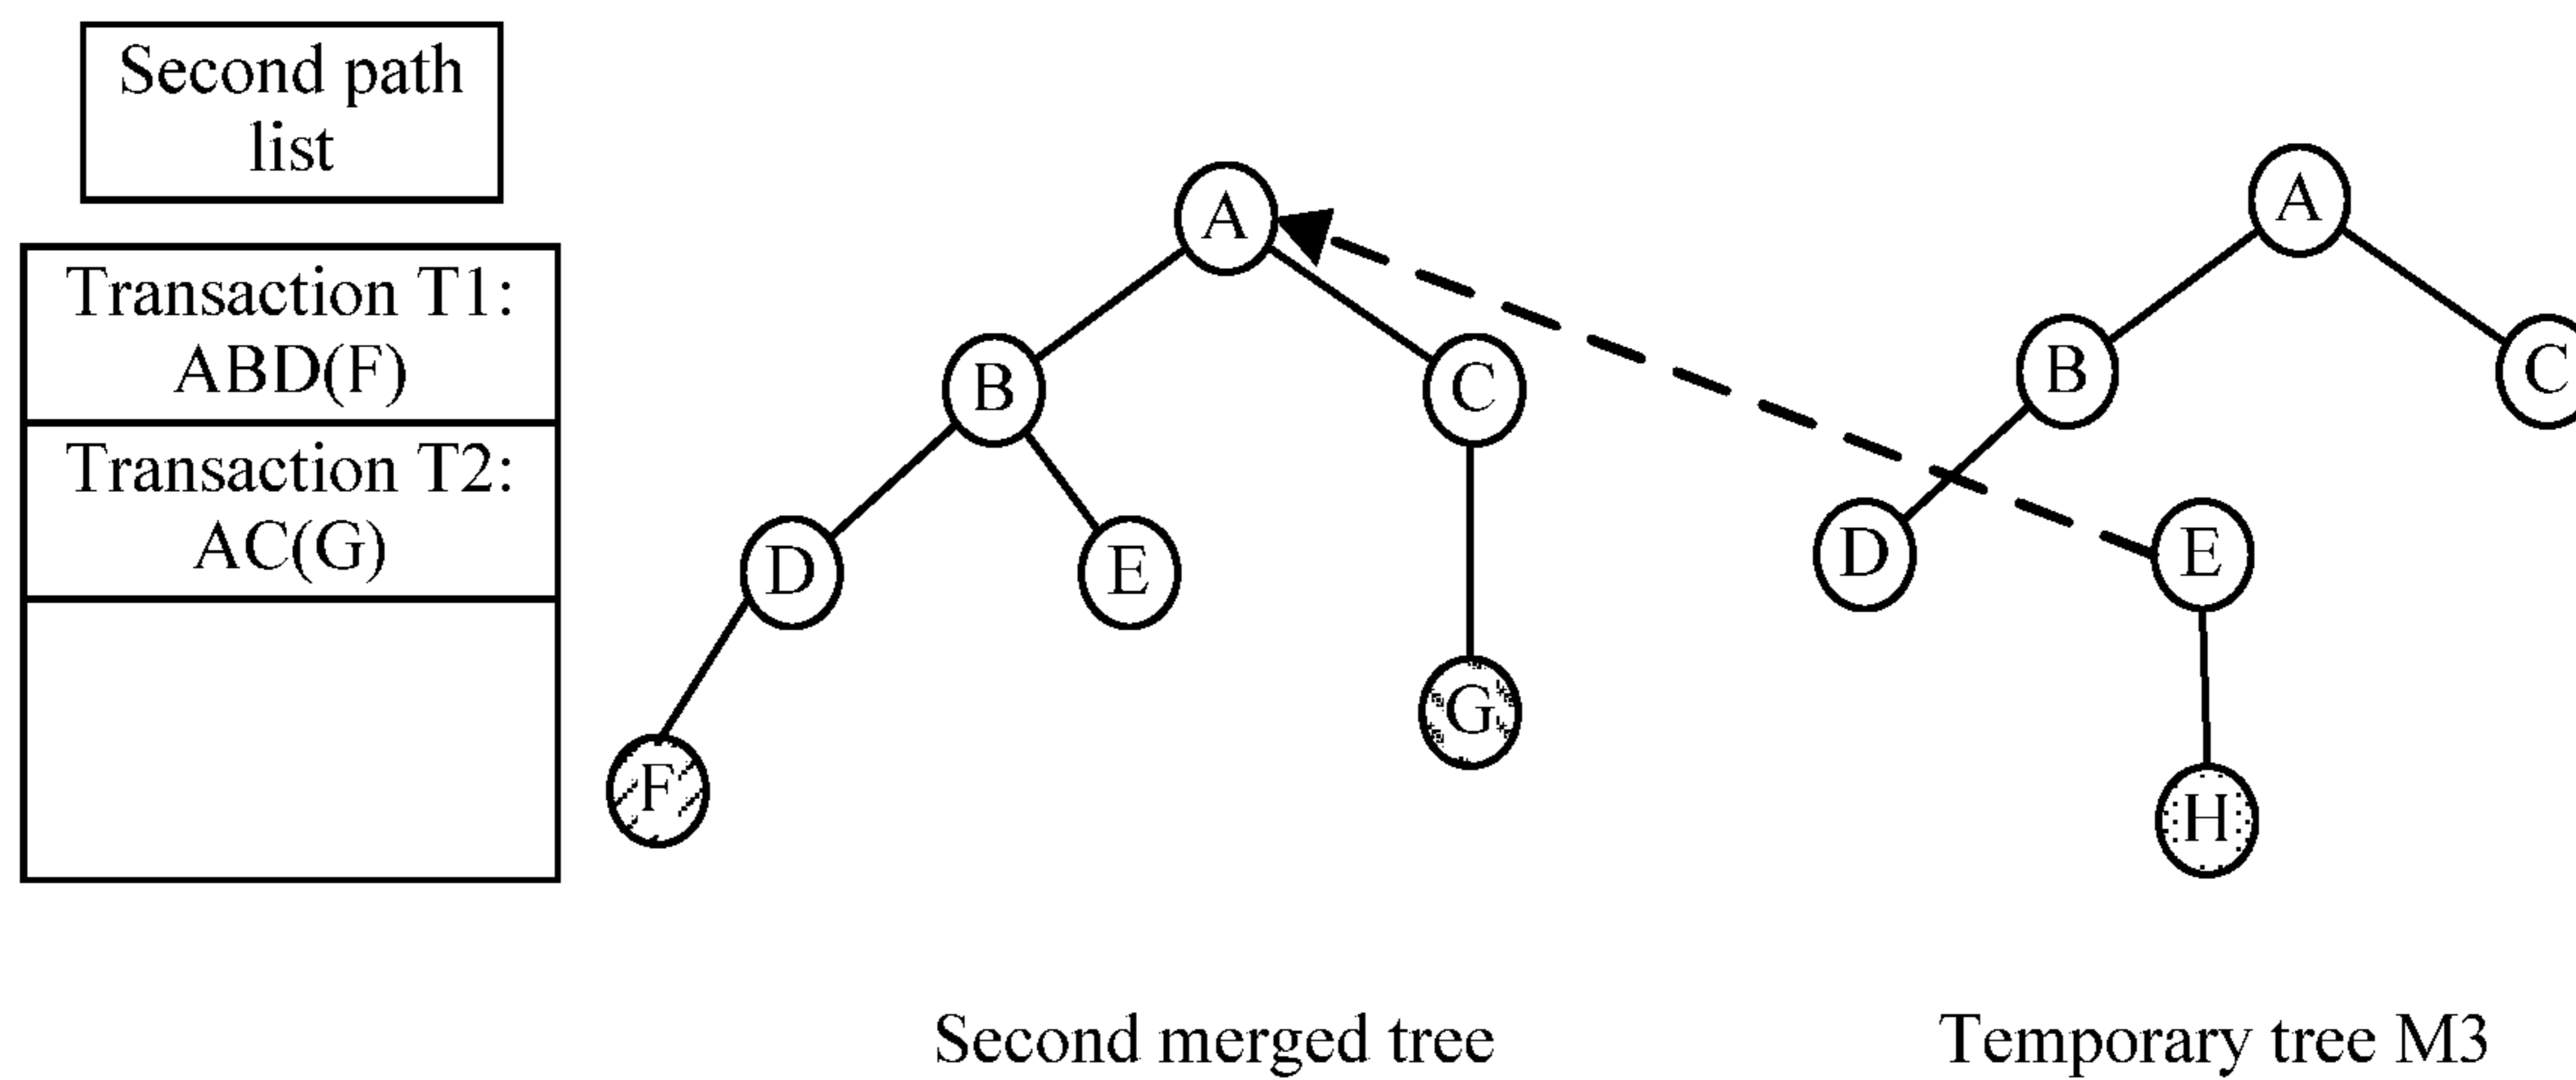 Second path
list
Transaction T1:
ABD(F)
Transaction T2:
AC(G)
A
B
C
D
E
G
F
Second merged tree
A
B
C
D
E
H
Temporary tree M3